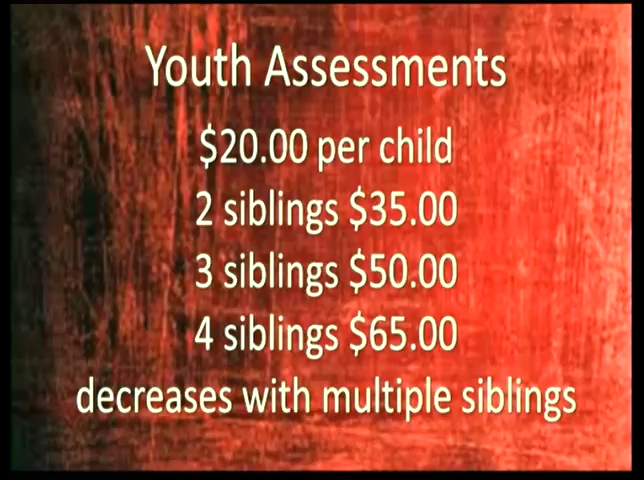 Youth Assessments
$20.00 per child
2 siblings $35.00
3 siblings $50.00
4 siblings $65.00
decreases with multiple siblings